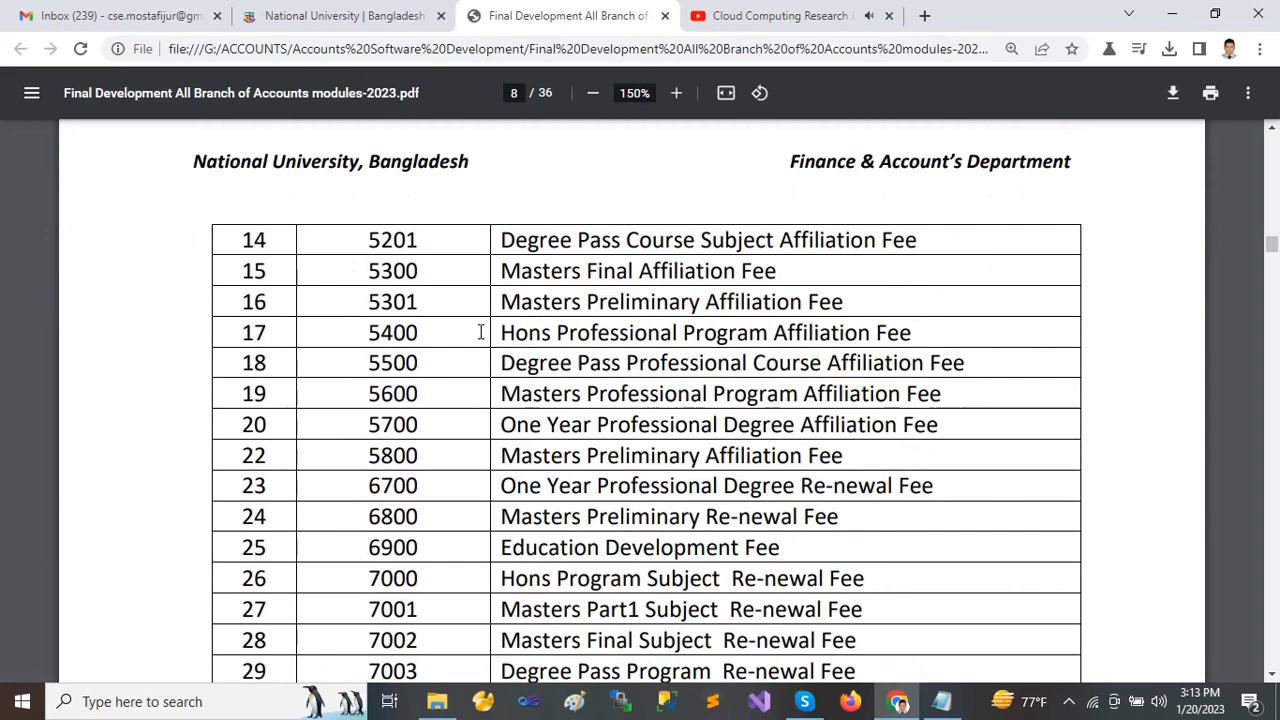 Inbox (239) - cse.mostafijur@gm
National University | Bangladesh
Final Development All Branch of
Cloud Computing Research
File
file:///G:/ACCOUNTS/Accounts%20Software%20Development/Final%20Development%20All%20Branch%20of%20Accounts%20modules-202...
Final Development All Branch of Accounts modules-2023.pdf
8 / 36
150%
National University, Bangladesh
Finance & Account's Department
14 5201 Degree Pass Course Subject Affiliation Fee
15 5300 Masters Final Affiliation Fee
16 5301 Masters Preliminary Affiliation Fee
17 5400 Hons Professional Program Affiliation Fee
18 5500 Degree Pass Professional Course Affiliation Fee
19 5600 Masters Professional Program Affiliation Fee
20 5700 One Year Professional Degree Affiliation Fee
22 5800 Masters Preliminary Affiliation Fee
23 6700 One Year Professional Degree Re-newal Fee
24 6800 Masters Preliminary Re-newal Fee
25 6900 Education Development Fee
26 7000 Hons Program Subject Re-newal Fee
27 7001 Masters Part1 Subject Re-newal Fee
28 7002 Masters Final Subject Re-newal Fee
29 7003 Degree Pass Program Re-newal Fee
Type here to search
77°F
3:13 PM
1/20/2023
2